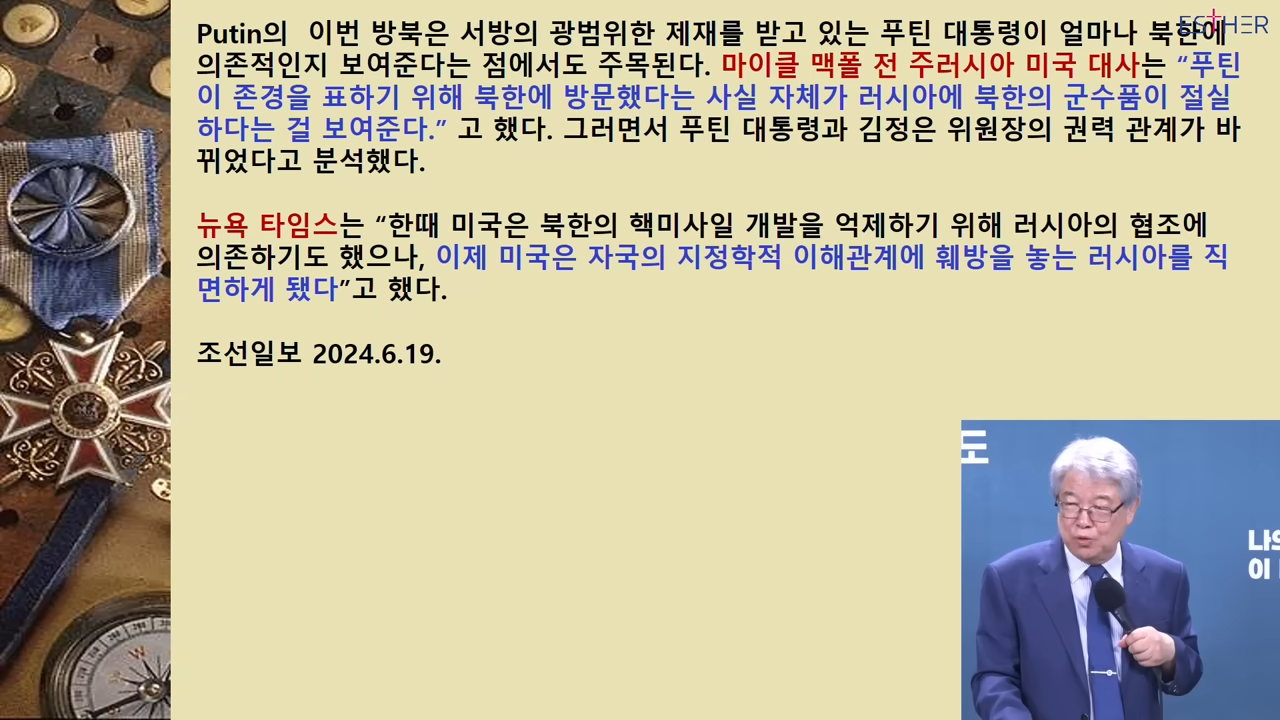 ESTHER
Putin의 이번 방북은 서방의 광범위한 제재를 받고 있는 푸틴 대통령이 얼마나 북한에
의존적인지 보여준다는 점에서도 주목된다. 마이클 맥폴 전 주러시아 미국 대사는 “푸틴
이 존경을 표하기 위해 북한에 방문했다는 사실 자체가 러시아에 북한의 군수품이 절실
하다는 걸 보여준다.” 고 했다. 그러면서 푸틴 대통령과 김정은 위원장의 권력 관계가 바
뀌었다고 분석했다.
뉴욕 타임스는 “한때 미국은 북한의 핵미사일 개발을 억제하기 위해 러시아의 협조에
의존하기도 했으나, 이제 미국은 자국의 지정학적 이해관계에 훼방을 놓는 러시아를 직
면하게 됐다”고 했다.
조선일보 2024.6.19.
도
나의
이